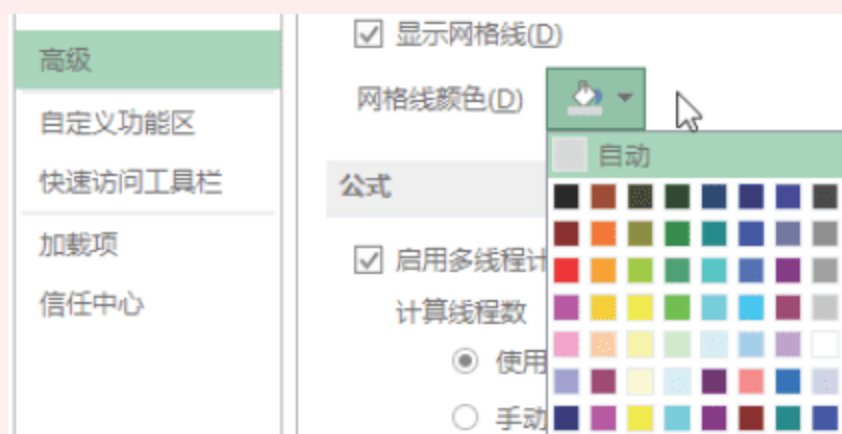 高级
自定义功能区
快速访问工具栏
加载项
信任中心
显示网格线(D)
网格线颜色(D)
自动
公式
启用多线程计
计算线程数
使用
手动